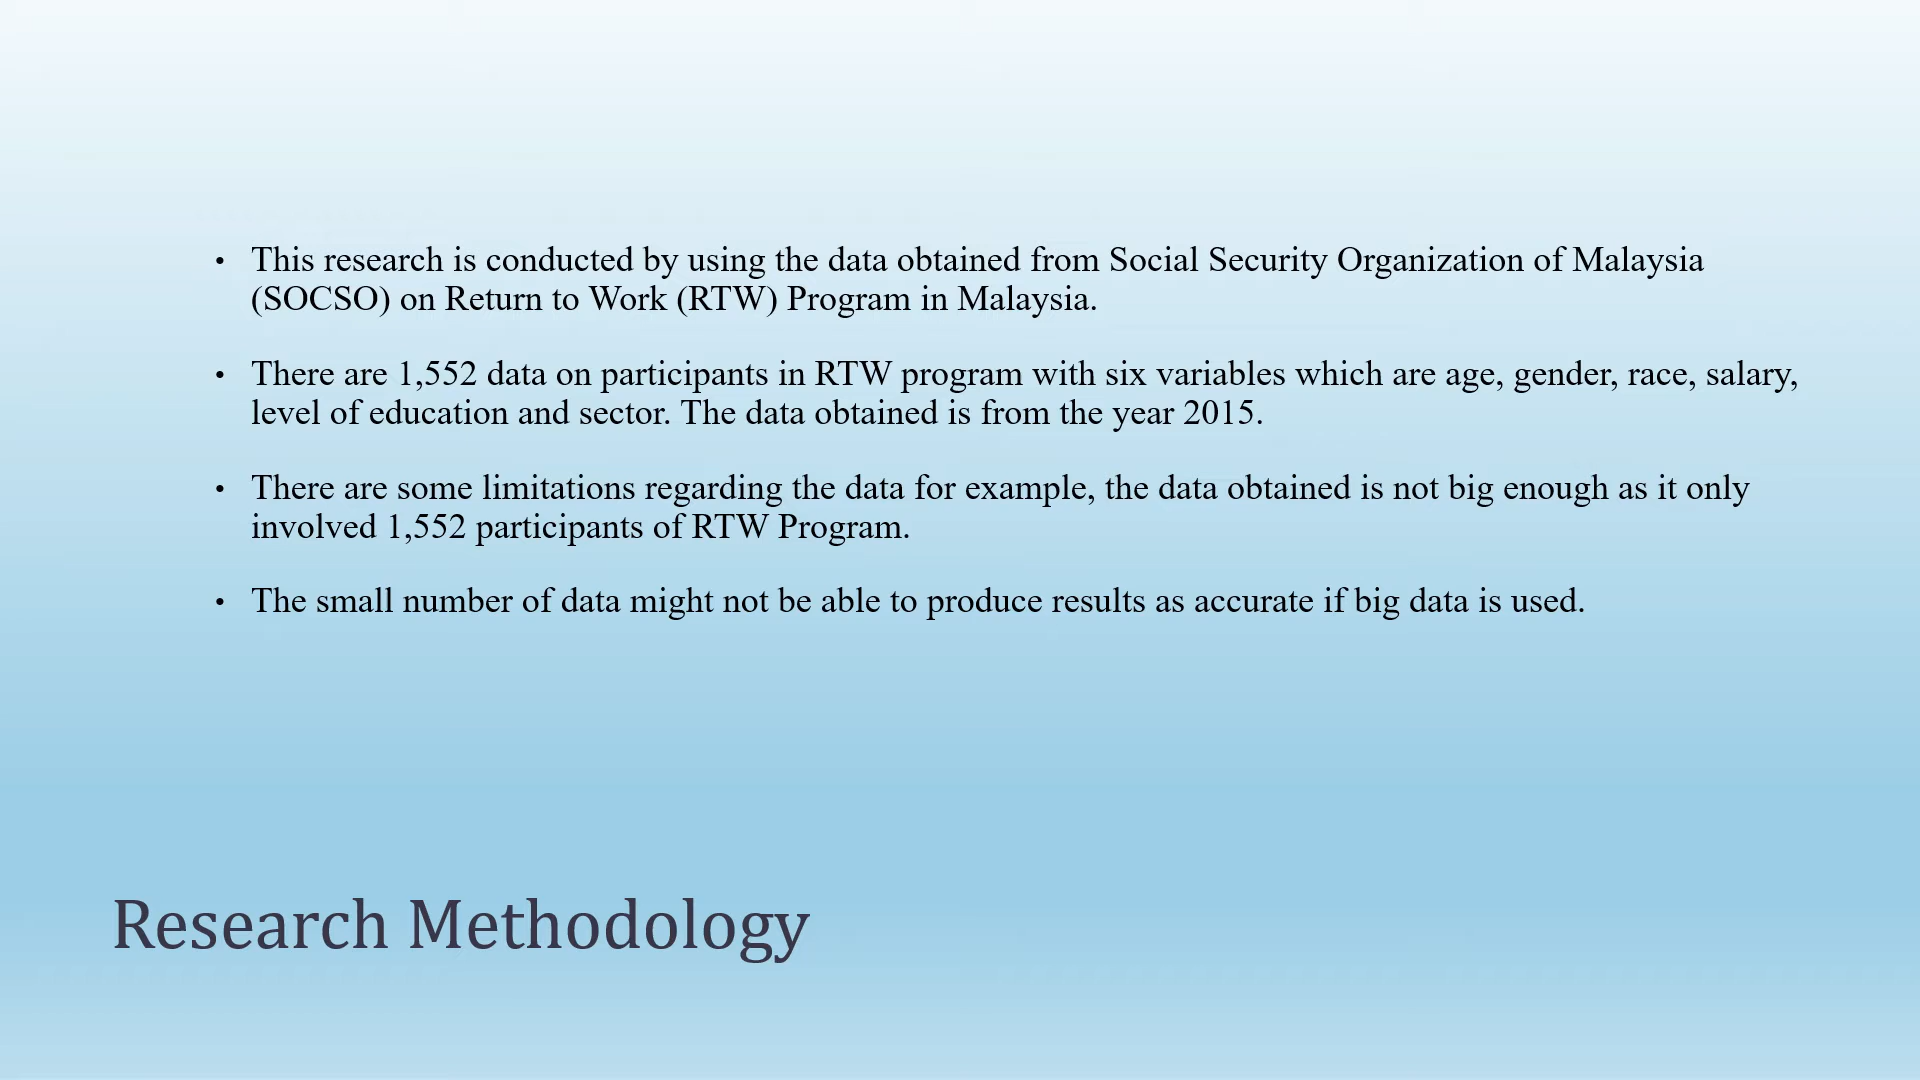 • This research is conducted by using the data obtained from Social Security Organization of Malaysia
(SOCSO) on Return to Work (RTW) Program in Malaysia.
• There are 1,552 data on participants in RTW program with six variables which are age, gender, race, salary,
level of education and sector. The data obtained is from the year 2015.
• There are some limitations regarding the data for example, the data obtained is not big enough as it only
involved 1,552 participants of RTW Program.
• The small number of data might not be able to produce results as accurate if big data is used.
Research Methodology